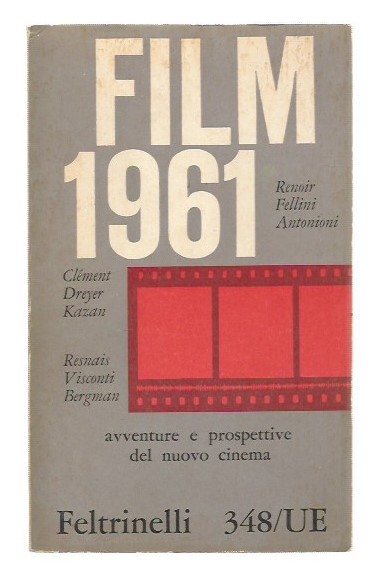 FILM
1961
Renoir
Fellini
Antonioni
Clément
Dreyer
Kazan
Resnais
Visconti
Bergman
avventure e prospettive
del nuovo cinema
Feltrinelli 348/UE